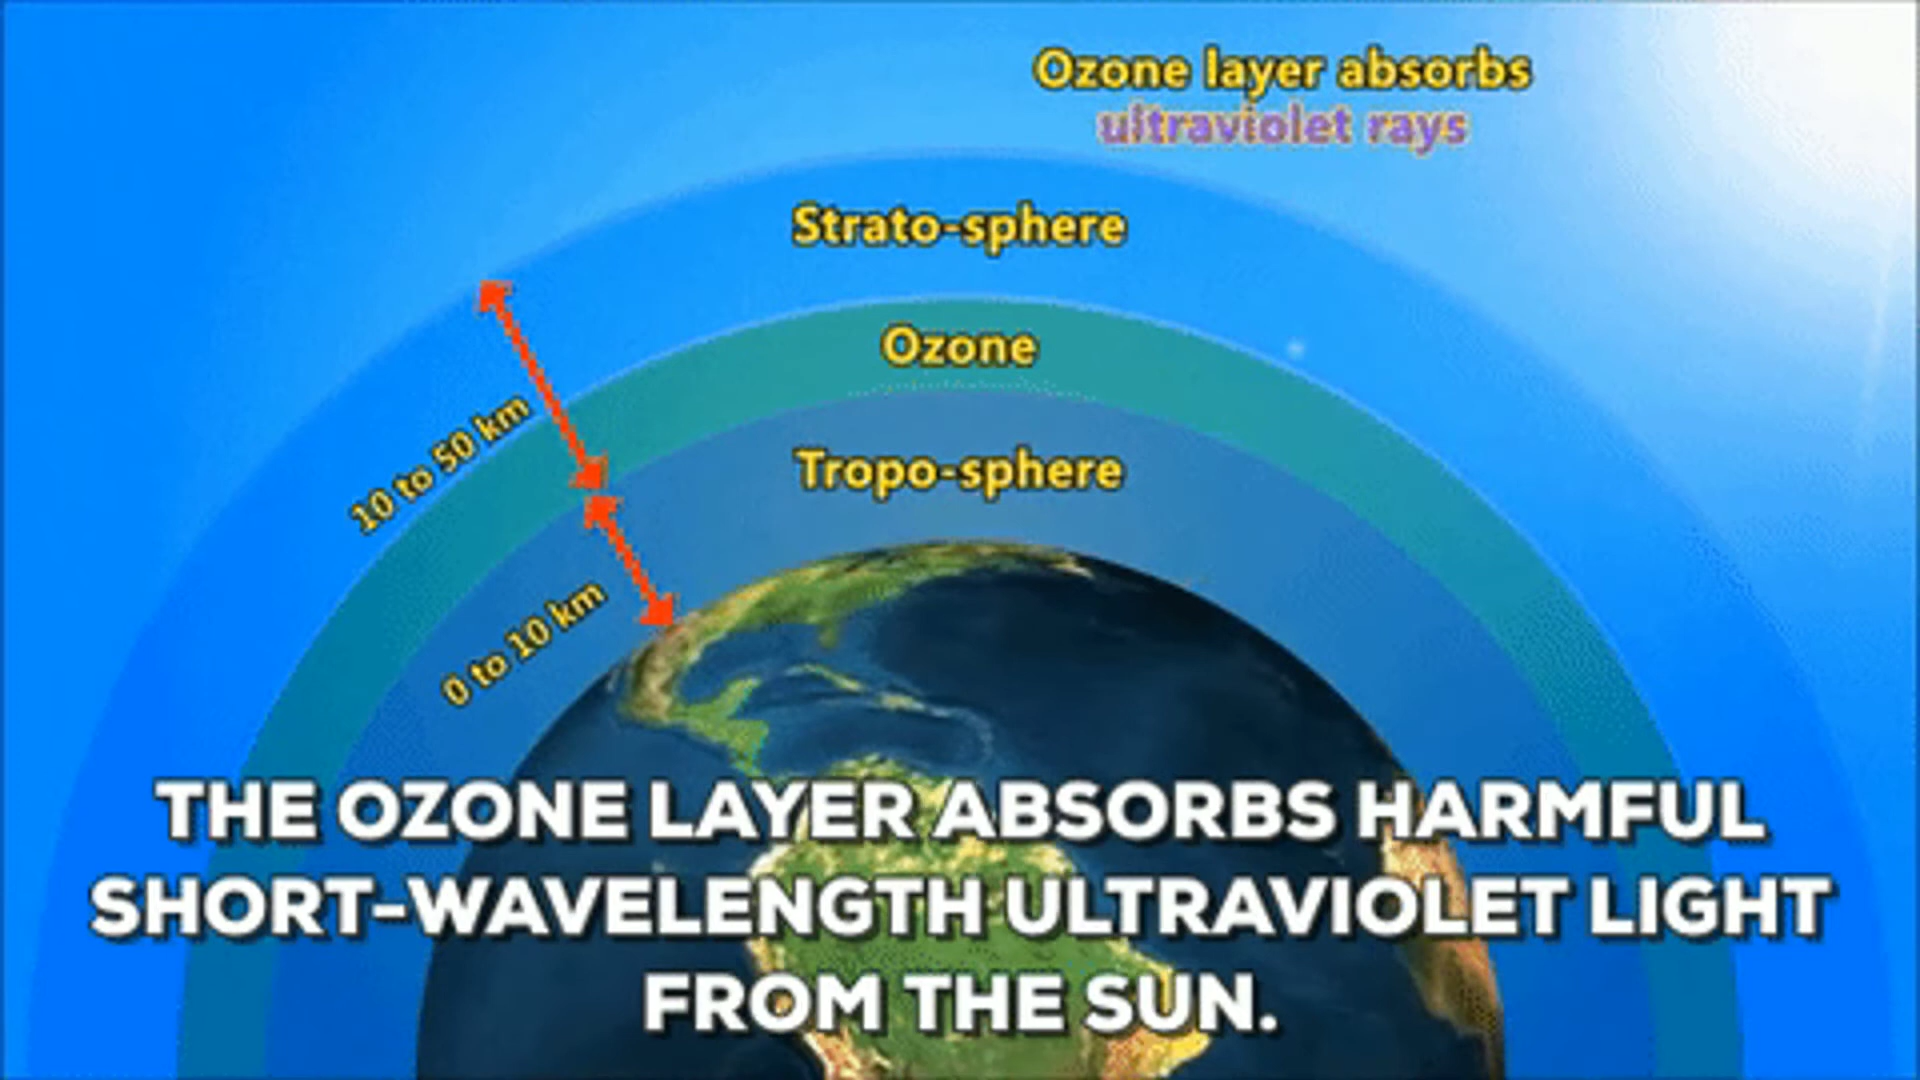 Ozone layer absorbs
ultraviolet rays
Strato-sphere
Ozone
Tropo-sphere
10 to 50 km
0 to 10 km
THE OZONE LAYER ABSORBS HARMFUL
SHORT-WAVELENGTH ULTRAVIOLET LIGHT
FROM THE SUN.